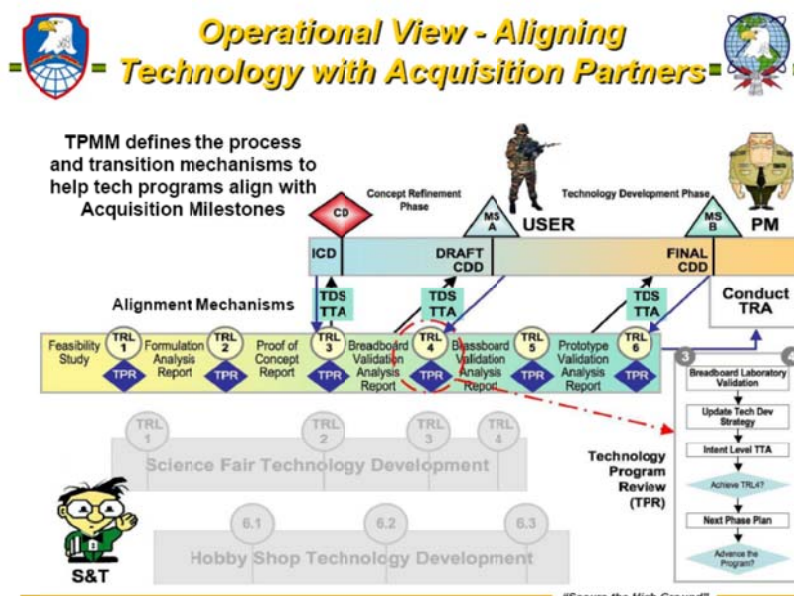 Operational View - Aligning
Technology with Acquisition Partners
TPMM defines the process
and transition mechanisms to
help tech programs align with
Acquisition Milestones
Concept Refinement
Phase
Technology Development Phase
CD
MS
A
USER
MS
B
PM
ICD
DRAFT
CDD
FINAL
CDD
Alignment Mechanisms
TDS
TTA
TDS
TTA
TDS
TTA
Conduct
TRA
Feasibility
Study
TRL
1
TPR
Formulation
Analysis
Report
TRL
2
TPR
Proof of
Concept
Report
TRL
3
TPR
Breadboard
Validation
Analysis
Report
TRL
4
TPR
Brassboard
Validation
Analysis
Report
TRL
5
TPR
Prototype
Validation
Analysis
Report
TRL
6
TPR
3
4
Breadboard Laboratory
Validation
Update Tech Dev
Strategy
Intent Level TTA
Achieve TRL4?
Next Phase Plan
Advance the
Program?
Technology
Program
Review
(TPR)
TRL
1
TRL
2
TRL
3
TRL
4
Science Fair Technology Development
6.1
6.2
6.3
Hobby Shop Technology Development
S&T
"Secure the High Ground"